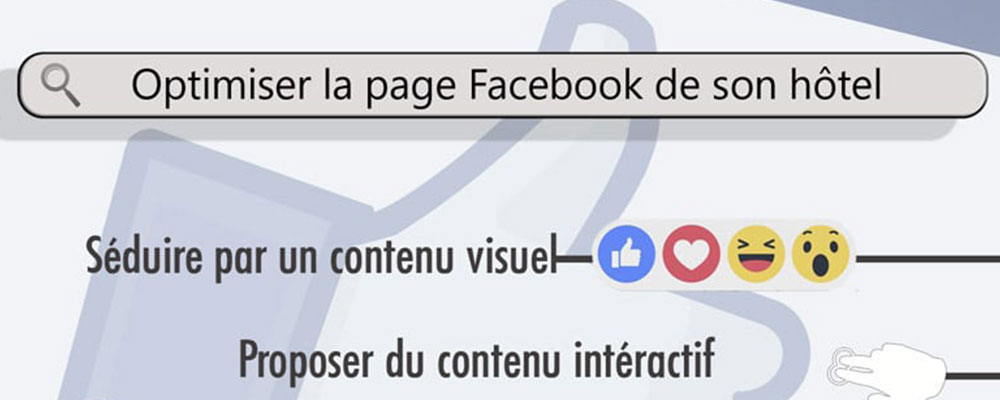 Optimiser la page Facebook de son hôtel
Séduire par un contenu visuel
Proposer du contenu intéractif